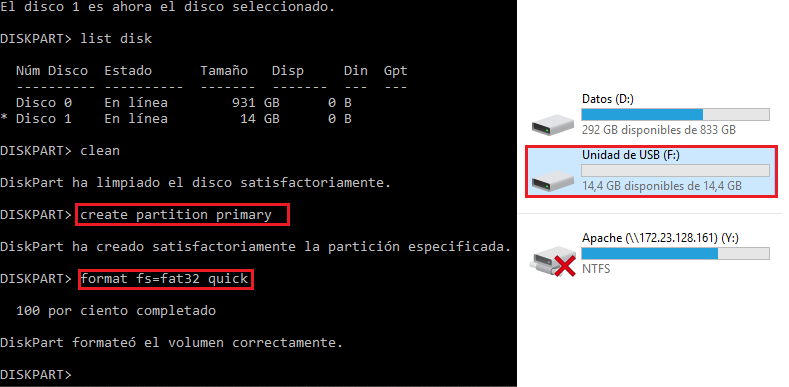 El disco 1 es ahora el disco seleccionado.
DISKPART> list disk
Núm Disco  Estado      Tamaño   Disp     Din  Gpt
---------- ----------- ------- ------- --- ---
Disco 0    En línea        931 GB      0 B
* Disco 1    En línea         14 GB      0 B
DISKPART> clean
DiskPart ha limpiado el disco satisfactoriamente.
DISKPART> create partition primary
DiskPart ha creado satisfactoriamente la partición especificada.
DISKPART> format fs=fat32 quick
100 por ciento completado
DiskPart formateó el volumen correctamente.
DISKPART>
Datos (D:)
292 GB disponibles de 833 GB
Unidad de USB (F:)
14,4 GB disponibles de 14,4 GB
Apache (\\172.23.128.161) (Y:)
NTFS